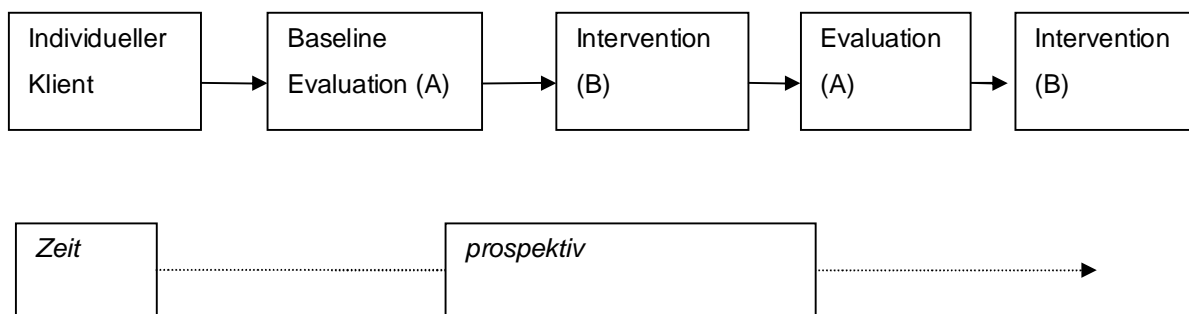 Individueller
Klient
Baseline
Evaluation (A)
Intervention
(B)
Evaluation
(A)
Intervention
(B)
Zeit
prospektiv